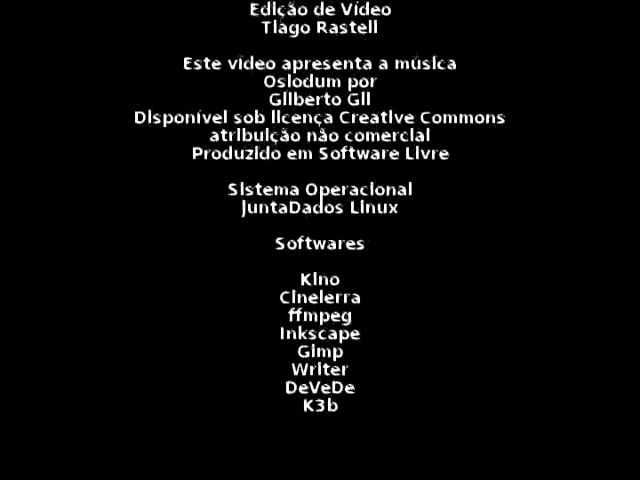 Edição de Vídeo
Tiago Rastell
Este video apresenta a música
Oslodum por
Gilberto Gil
Disponível sob licença Creative Commons
atribuição não comercial
Produzido em Software Livre
Sistema Operacional
JuntaDados Linux
Softwares
Kino
Cinelerra
ffmpeg
Inkscape
Gimp
Writer
DeVeDe
K3b